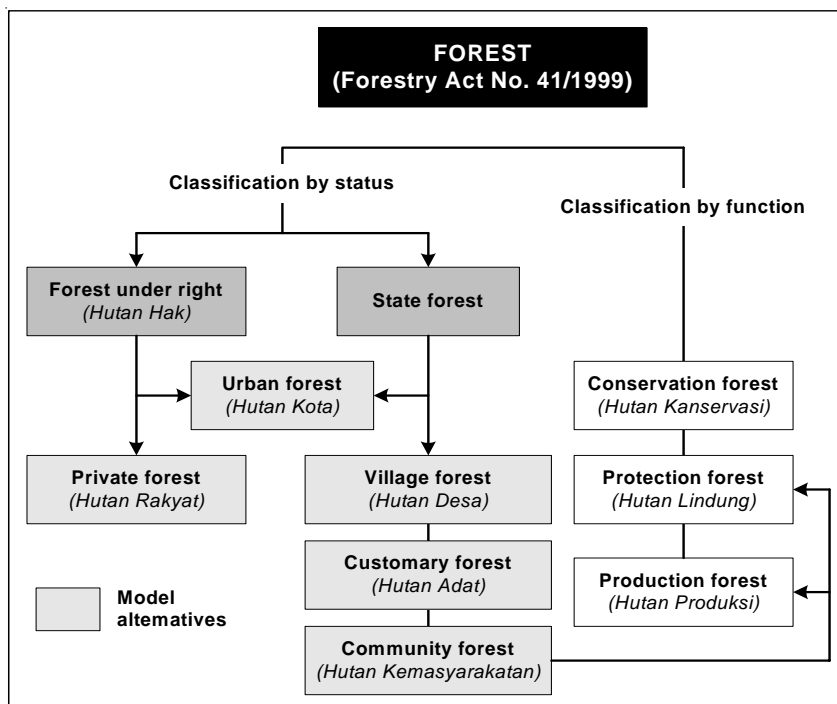 FOREST
(Forestry Act No. 41/1999)
Classification by status
Classification by function
Forest under right
(Hutan Hak)
State forest
Urban forest
(Hutan Kota)
Conservation forest
(Hutan Kanservasi)
Private forest
(Hutan Rakyat)
Village forest
(Hutan Desa)
Protection forest
(Hutan Lindung)
Customary forest
(Hutan Adat)
Production forest
(Hutan Produksi)
Model
altematives
Community forest
(Hutan Kemasyarakatan)